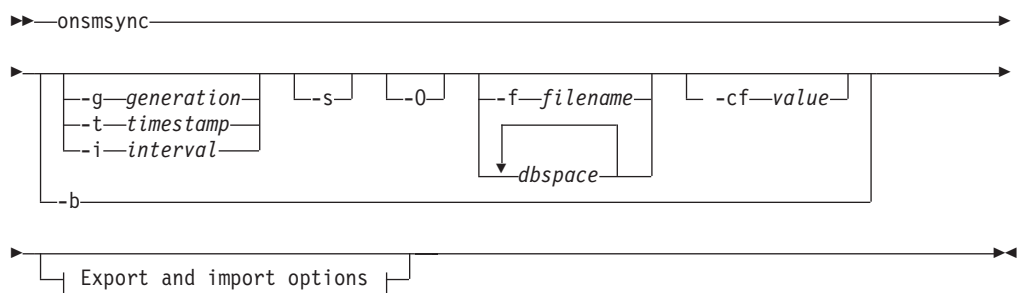 onsmsync
-g generation -s -O -f filename -cf value
-t timestamp
-i interval
dbspace
-b
Export and import options